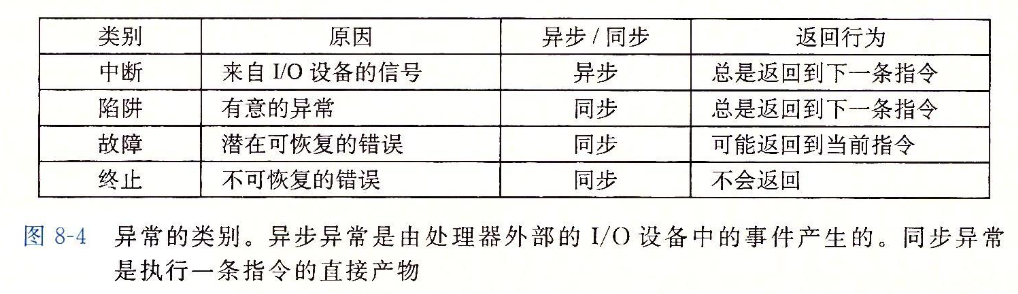 类别 原因 异步/同步 返回行为
中断 来自 I/O 设备的信号 异步 总是返回到下一条指令
陷阱 有意的异常 同步 总是返回到下一条指令
故障 潜在可恢复的错误 同步 可能返回到当前指令
终止 不可恢复的错误 同步 不会返回
图 8-4 异常的类别。异步异常是由处理器外部的 I/O 设备中的事件产生的。同步异常
是执行一条指令的直接产物